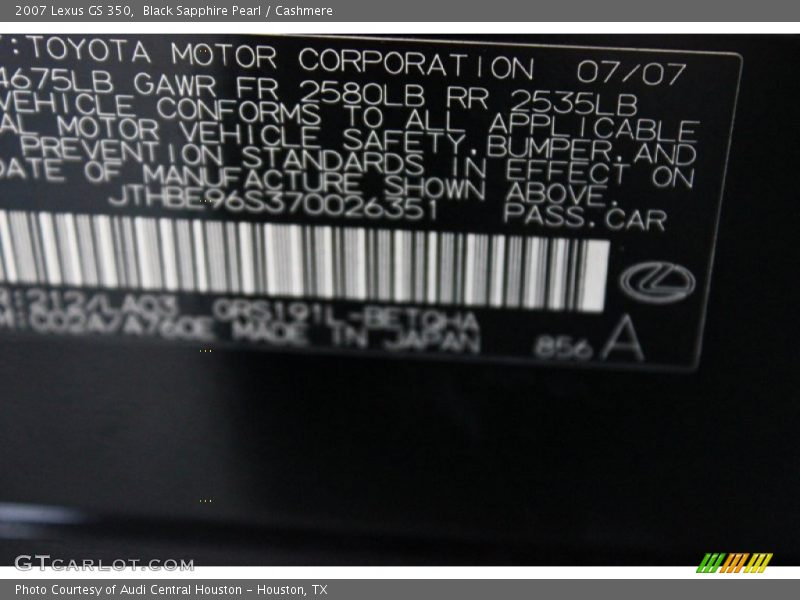 2007 Lexus GS 350, Black Sapphire Pearl / Cashmere
:TOYOTA MOTOR CORPORATION 07/07
4675LB GAWR FR 2580LB RR 2535LB
VEHICLE CONFORMS TO ALL APPLICABLE
AL MOTOR VEHICLE SAFETY, BUMPER, AND
PREVENTION STANDARDS IN EFFECT ON
DATE OF MANUFACTURE SHOWN ABOVE.
JTHBE96S370026351 PASS.CAR
:212/LA03 GRS191L-BETQHA
:002A/A760E MADE IN JAPAN 856 A
GTCARLOT.COM
Photo Courtesy of Audi Central Houston - Houston, TX